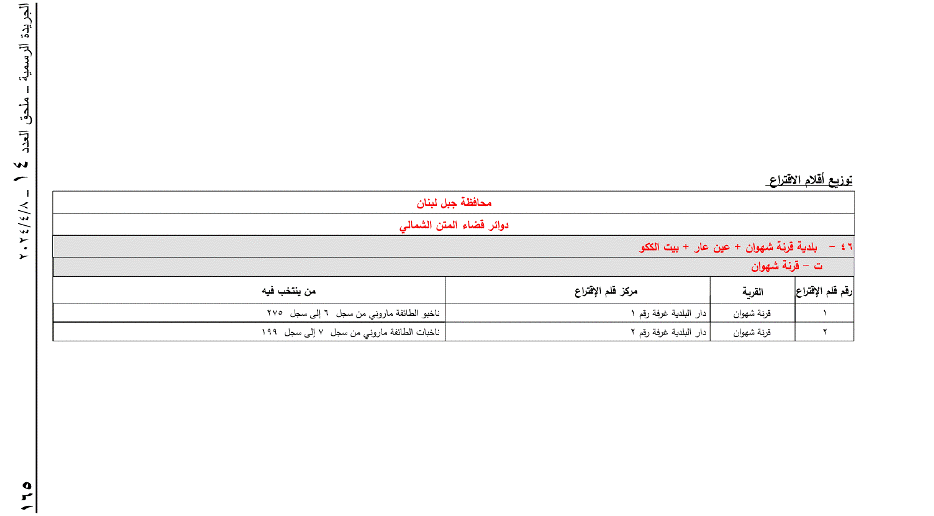 الجريدة الرسمية – ملحق العدد ١٤ – ٢٠٢٤/٤/٨
توزيع أقلام الاقتراع
محافظة جبل لبنان
دوائر قضاء المتن الشمالي
٤٦ – بلدية قرنة شهوان + عين عار + بيت الككو
ت – قرنة شهوان
رقم قلم الإقتراع القرية مركز قلم الإقتراع من ينتخب فيه
١ قرنة شهوان دار البلدية غرفة رقم ١ ناخبو الطائفة ماروني من سجل ٦ إلى سجل ٢٧٥
٢ قرنة شهوان دار البلدية غرفة رقم ٢ ناخبات الطائفة ماروني من سجل ٧ إلى سجل ١٩٩
١٦٥